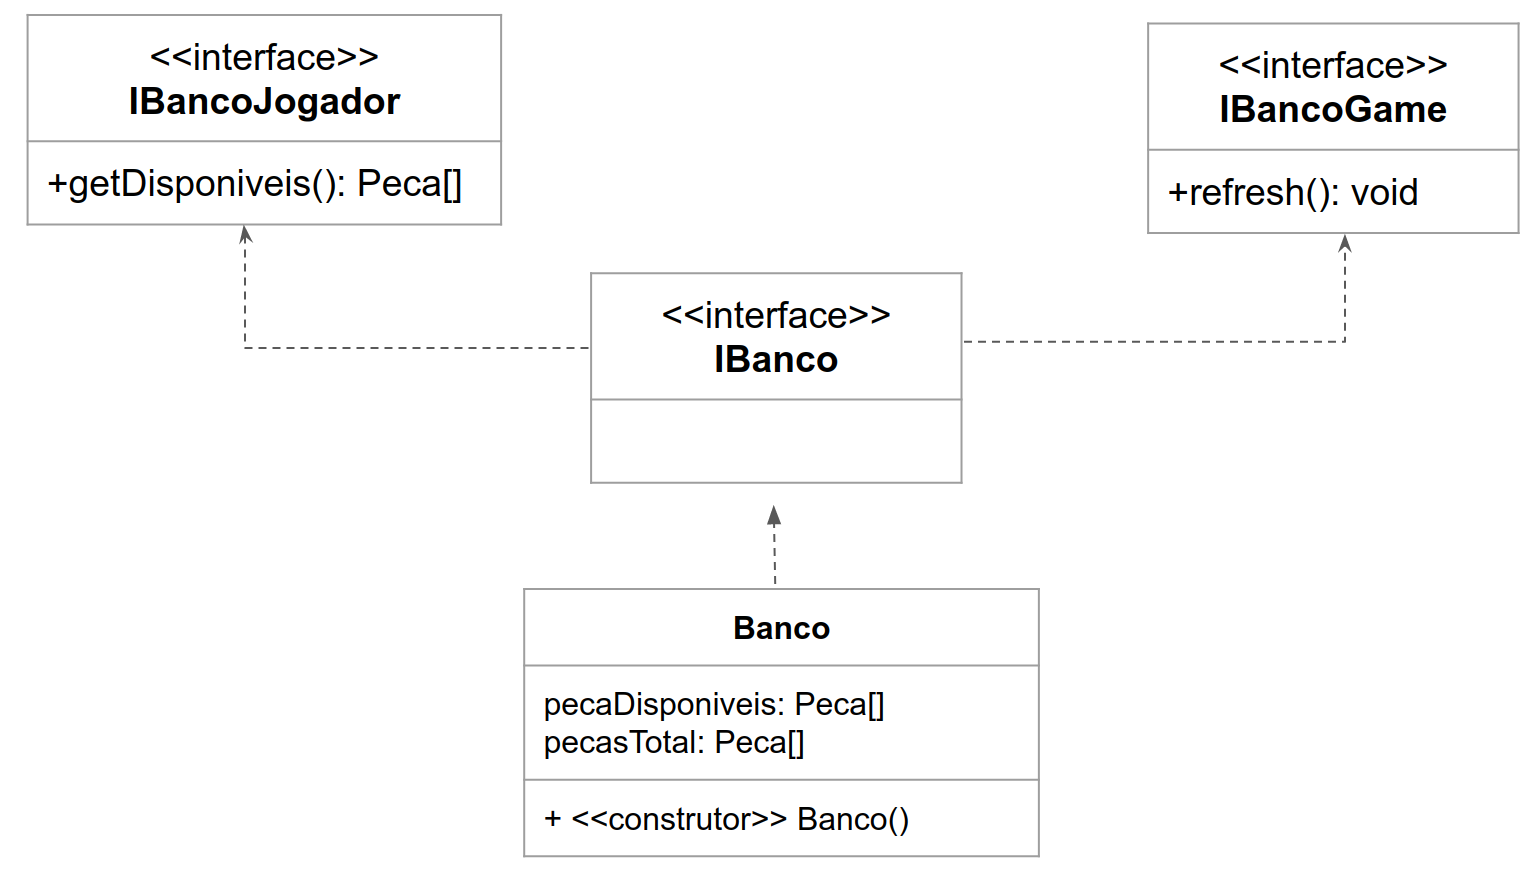 <<interface>>
IBancoJogador
+getDisponiveis(): Peca[]
<<interface>>
IBancoGame
+refresh(): void
<<interface>>
IBanco
Banco
pecaDisponiveis: Peca[]
pecasTotal: Peca[]
+ <<construtor>> Banco()